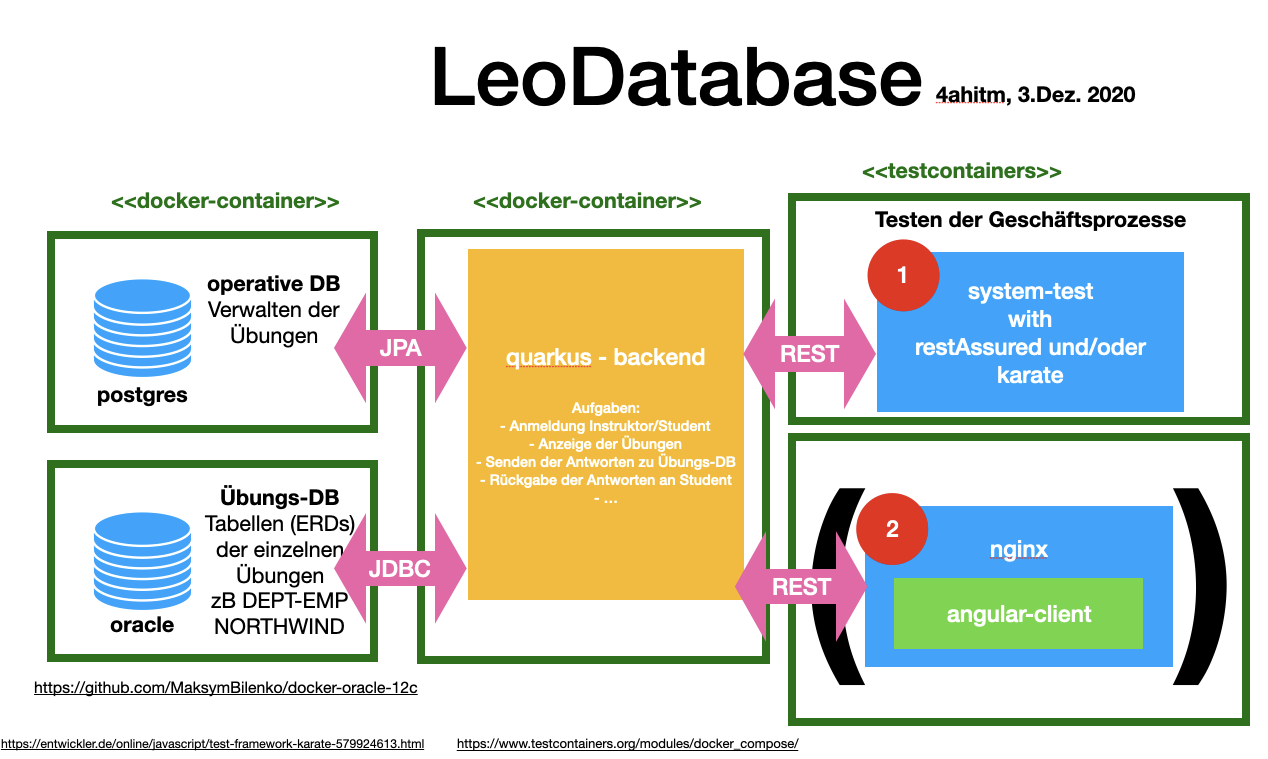 LeoDatabase 4ahitm, 3.Dez. 2020
<<docker-container>>
operative DB
Verwalten der
Übungen
postgres
JPA
Übungs-DB
Tabellen (ERDs)
der einzelnen
Übungen
zB DEPT-EMP
NORTHWIND
oracle
JDBC
https://github.com/MaksymBilenko/docker-oracle-12c
<<docker-container>>
quarkus - backend
Aufgaben:
- Anmeldung Instruktor/Student
- Anzeige der Übungen
- Senden der Antworten zu Übungs-DB
- Rückgabe der Antworten an Student
- ...
REST
REST
<<testcontainers>>
Testen der Geschäftsprozesse
1
system-test
with
restAssured und/oder
karate
(
2
nginx
angular-client
)
https://entwickler.de/online/javascript/test-framework-karate-579924613.html
https://www.testcontainers.org/modules/docker_compose/